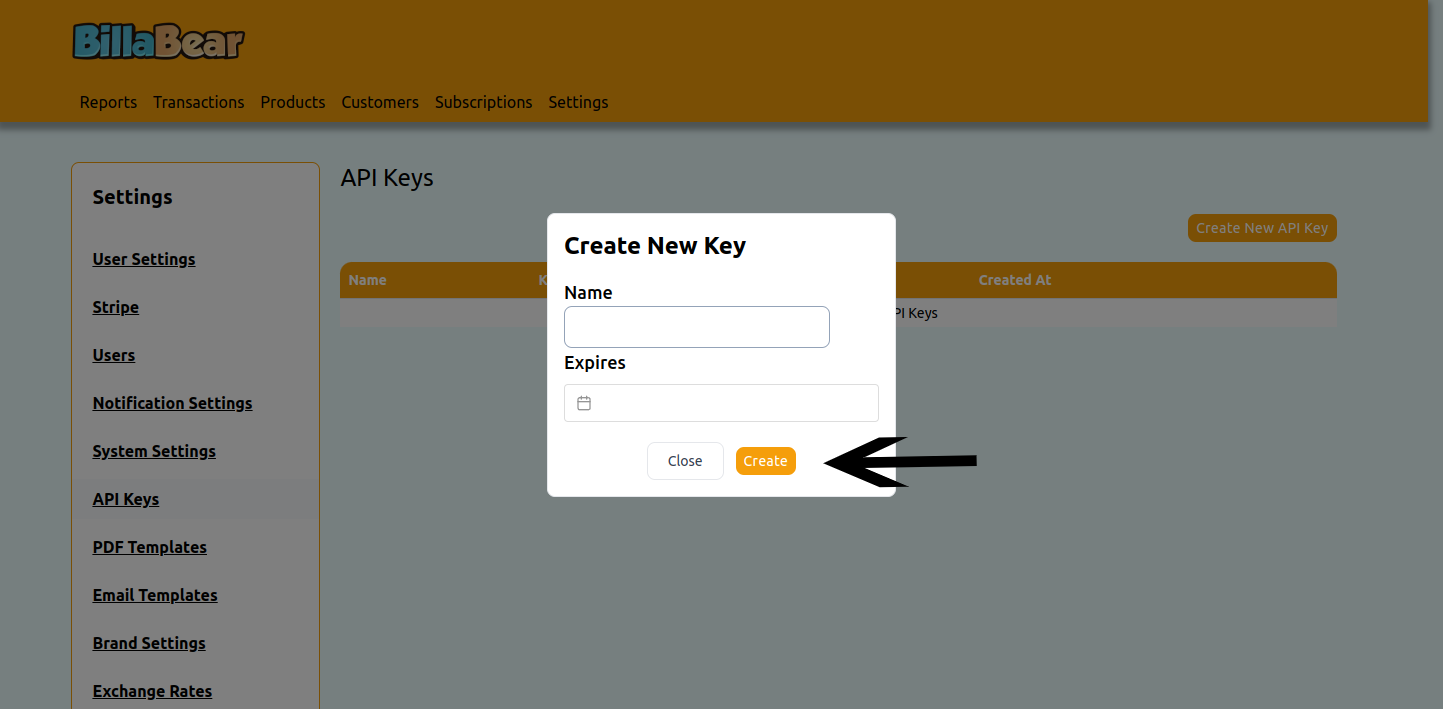 BillaBear
Reports Transactions Products Customers Subscriptions Settings
Settings
User Settings
Stripe
Users
Notification Settings
System Settings
API Keys
PDF Templates
Email Templates
Brand Settings
Exchange Rates
API Keys
Create New API Key
Name K Created At
PI Keys
Create New Key
Name
Expires
Close Create